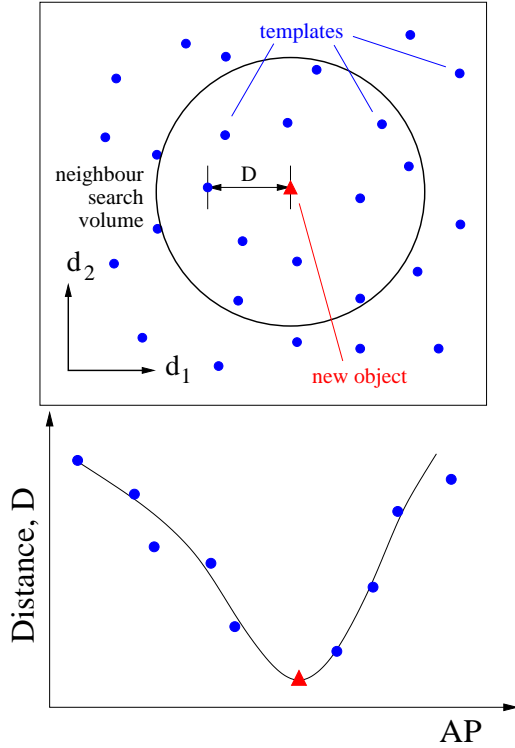 templates
D
neighbour
search
volume
d2
d1
new object
Distance, D
AP